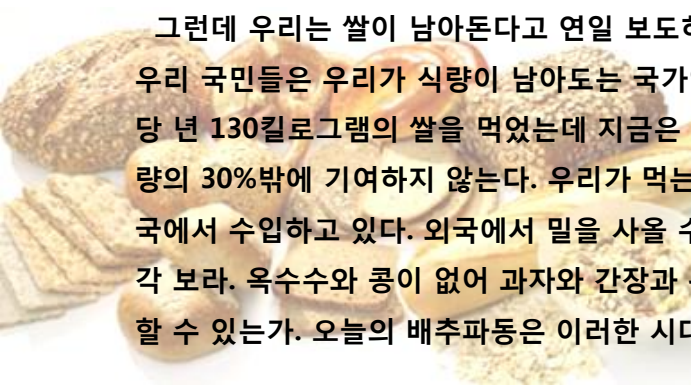 그런데 우리는 쌀이 남아돈다고 연일 보도하
우리 국민들은 우리가 식량이 남아도는 국가
당 년 130킬로그램의 쌀을 먹었는데 지금은
량의 30%밖에 기여하지 않는다. 우리가 먹는
국에서 수입하고 있다. 외국에서 밀을 사올 수
각 보라. 옥수수와 콩이 없어 과자와 간장과
할 수 있는가. 오늘의 배추파동은 이러한 시대